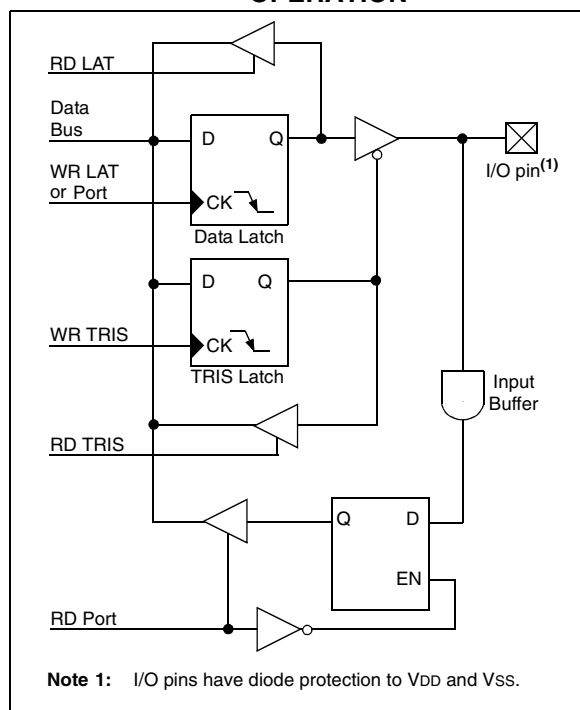 OPERATION
RD LAT
Data
Bus
D Q
I/O pin(1)
WR LAT
or Port
CK
Data Latch
D Q
WR TRIS
CK
TRIS Latch
Input
Buffer
RD TRIS
Q D
EN
RD Port
Note 1: I/O pins have diode protection to VDD and VSS.